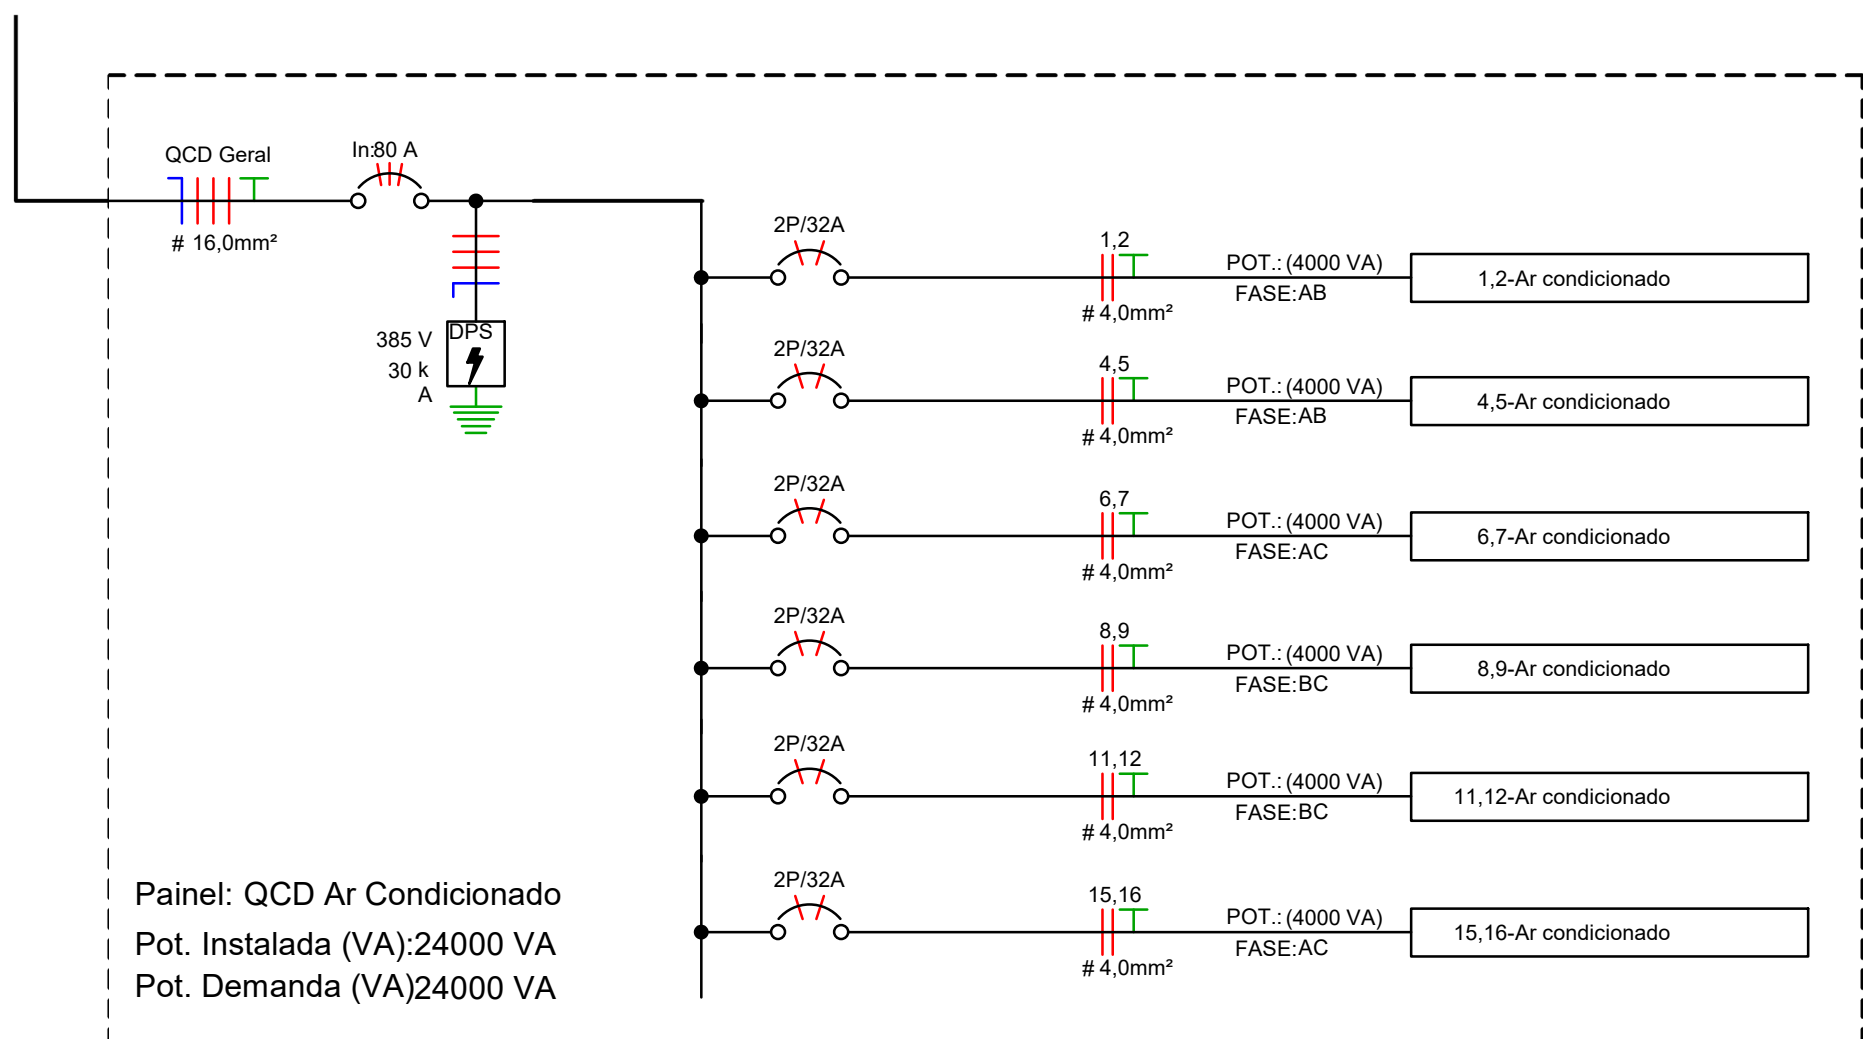 QCD Geral
# 16,0mm²
In:80 A
DPS
385 V
30 k
A
2P/32A
1,2
# 4,0mm²
POT.: (4000 VA)
FASE:AB
1,2-Ar condicionado
2P/32A
4,5
# 4,0mm²
POT.: (4000 VA)
FASE:AB
4,5-Ar condicionado
2P/32A
6,7
# 4,0mm²
POT.: (4000 VA)
FASE:AC
6,7-Ar condicionado
2P/32A
8,9
# 4,0mm²
POT.: (4000 VA)
FASE:BC
8,9-Ar condicionado
2P/32A
11,12
# 4,0mm²
POT.: (4000 VA)
FASE:BC
11,12-Ar condicionado
2P/32A
15,16
# 4,0mm²
POT.: (4000 VA)
FASE:AC
15,16-Ar condicionado
Painel: QCD Ar Condicionado
Pot. Instalada (VA):24000 VA
Pot. Demanda (VA)24000 VA